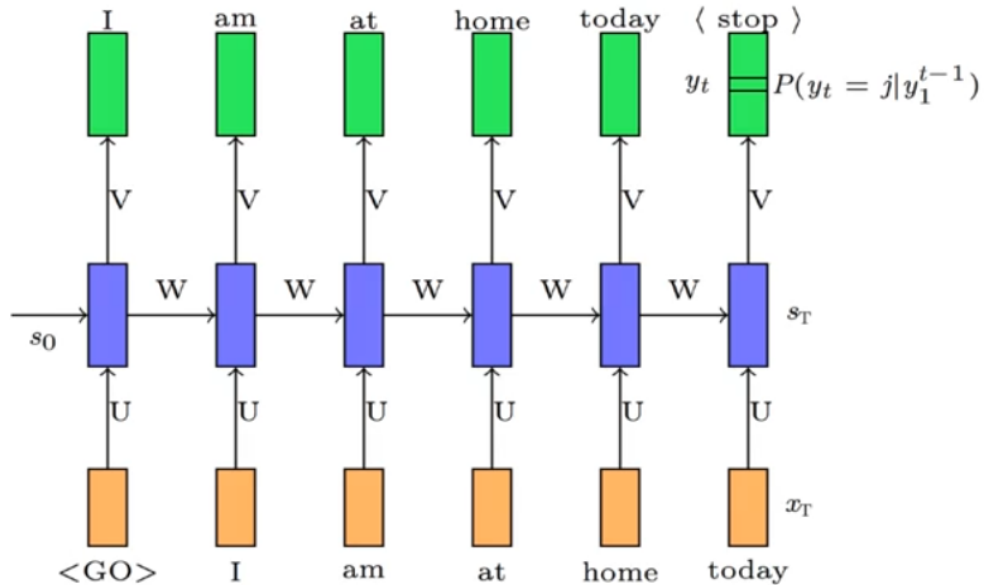 I am at home today ⟨ stop ⟩
y_t P(y_t = j|y_1^{t−1})
V V V V V V
W W W W W
s_0 s_T
U U U U U U
x_T
<GO> I am at home today